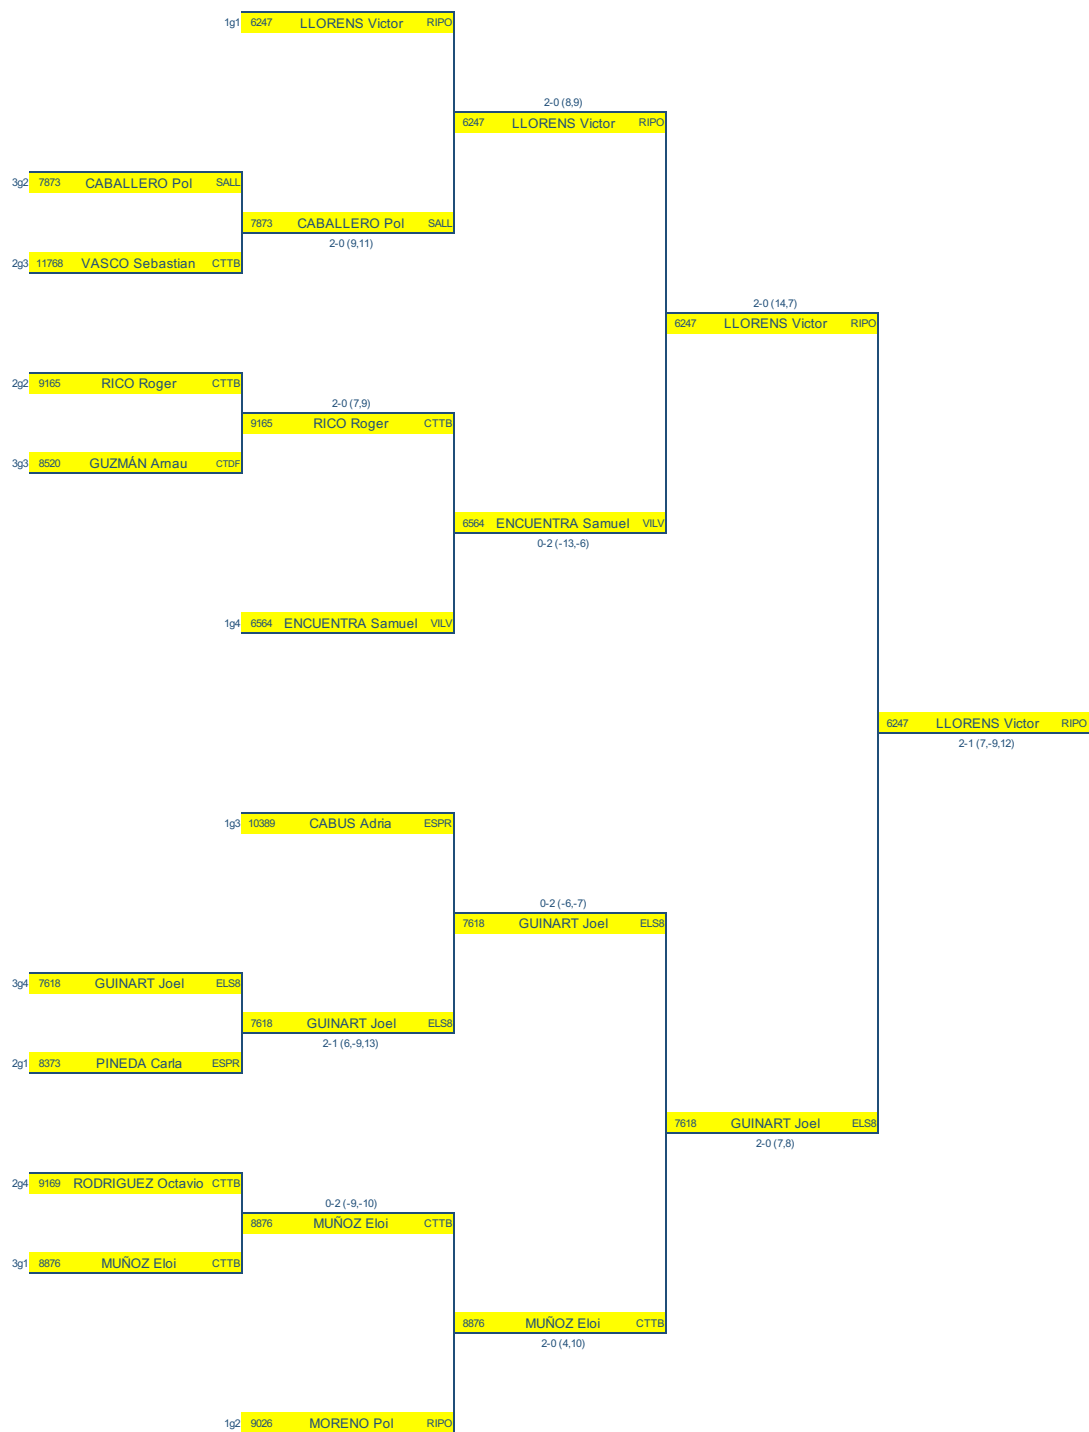 1g1 6247 LLORENS Victor RIPO
2-0 (8,9)
6247 LLORENS Victor RIPO
3g2 7873 CABALLERO Pol SALL
7873 CABALLERO Pol SALL
2-0 (9,11)
2g3 11768 VASCO Sebastian CTTB
2-0 (14,7)
6247 LLORENS Victor RIPO
2g2 9165 RICO Roger CTTB
2-0 (7,9)
9165 RICO Roger CTTB
3g3 8520 GUZMÁN Arnau CTDF
6564 ENCUENTRA Samuel VILV
0-2 (-13,-6)
1g4 6564 ENCUENTRA Samuel VILV
6247 LLORENS Victor RIPO
2-1 (7,-9,12)
1g3 10389 CABUS Adria ESPR
0-2 (-6,-7)
7618 GUINART Joel ELS8
3g4 7618 GUINART Joel ELS8
7618 GUINART Joel ELS8
2-1 (6,-9,13)
2g1 8373 PINEDA Carla ESPR
7618 GUINART Joel ELS8
2-0 (7,8)
2g4 9169 RODRIGUEZ Octavio CTTB
0-2 (-9,-10)
8876 MUÑOZ Eloi CTTB
3g1 8876 MUÑOZ Eloi CTTB
8876 MUÑOZ Eloi CTTB
2-0 (4,10)
1g2 9026 MORENO Pol RIPO